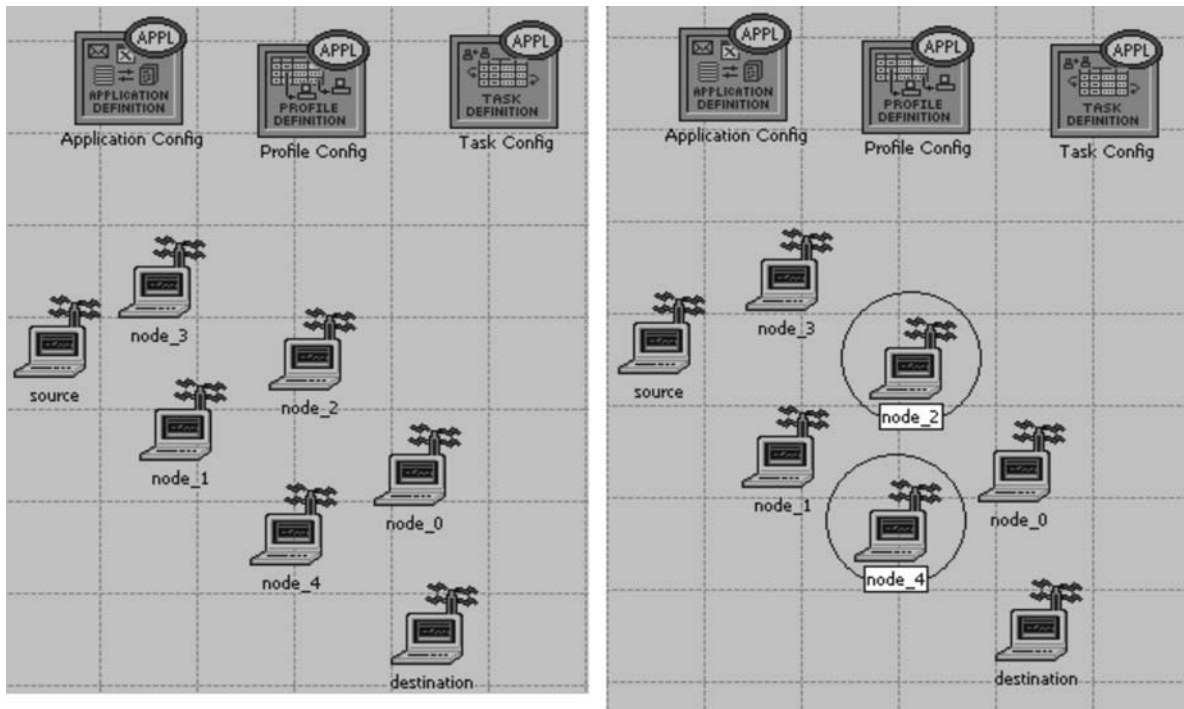 APPL
APPLICATION
DEFINITION
Application Config
APPL
PROFILE
DEFINITION
Profile Config
APPL
TASK
DEFINITION
Task Config
node_3
source
node_2
node_1
node_0
node_4
destination
APPL
APPLICATION
DEFINITION
Application Config
APPL
PROFILE
DEFINITION
Profile Config
APPL
TASK
DEFINITION
Task Config
node_3
source
node_2
node_1
node_0
node_4
destination